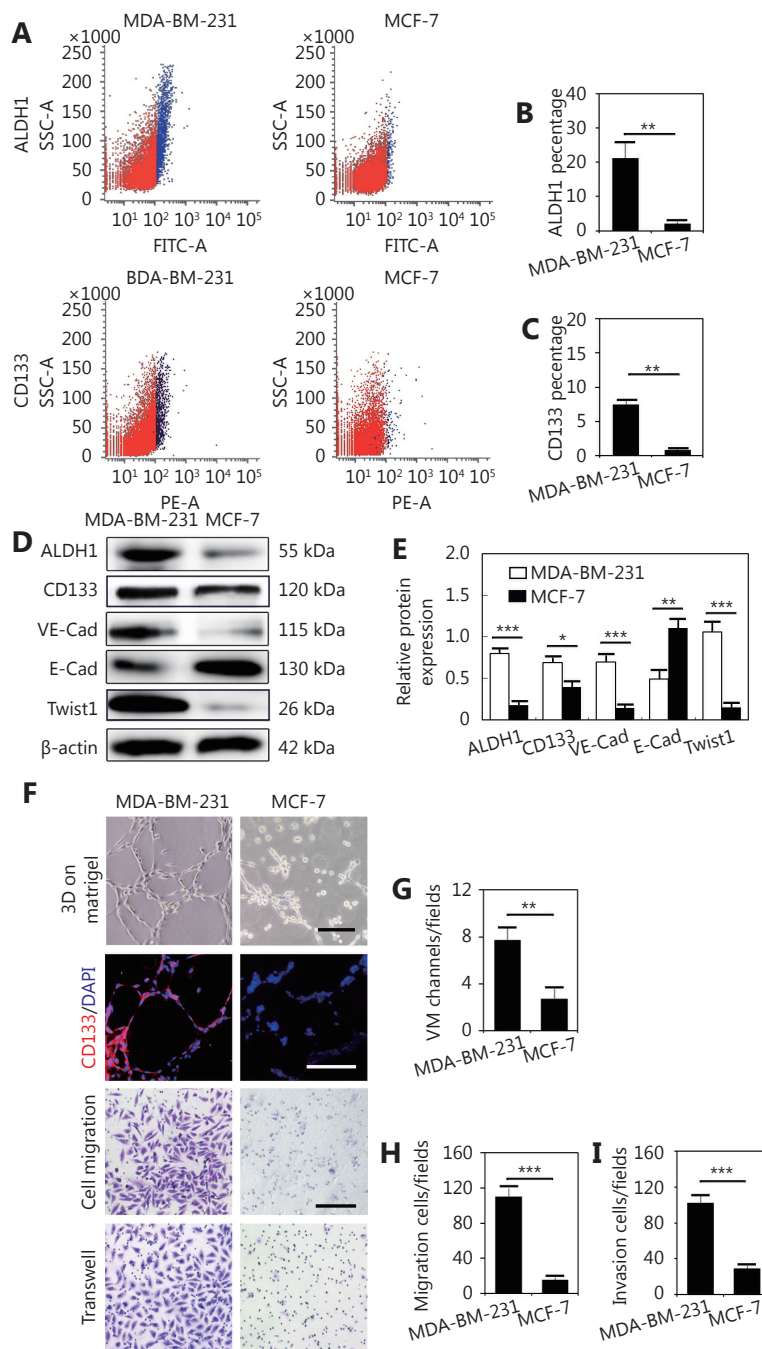 A
MDA-BM-231
MCF-7
×1000
×1000
ALDH1
SSC-A
250
200
150
100
50
0
10¹ 10² 10³ 10⁴ 10⁵
FITC-A
SSC-A
250
200
150
100
50
0
10¹ 10² 10³ 10⁴ 10⁵
FITC-A
BDA-BM-231
MCF-7
×1000
×1000
CD133
SSC-A
250
200
150
100
50
0
10¹ 10² 10³ 10⁴ 10⁵
PE-A
SSC-A
250
200
150
100
50
0
10¹ 10² 10³ 10⁴ 10⁵
PE-A
B
ALDH1 pecentage
40
30
20
10
0
**
MDA-BM-231
MCF-7
C
CD133 pecentage
20
15
10
5
0
**
MDA-BM-231
MCF-7
D
MDA-BM-231 MCF-7
ALDH1 55 kDa
CD133 120 kDa
VE-Cad 115 kDa
E-Cad 130 kDa
Twist1 26 kDa
β-actin 42 kDa
E
Relative protein
expression
2.0
1.5
1.0
0.5
0
MDA-BM-231
MCF-7
*** * *** ** ***
ALDH1 CD133 VE-Cad E-Cad Twist1
F
MDA-BM-231 MCF-7
3D on
matrigel
CD133/DAPI
Cell migration
Transwell
G
VM channels/fields
12
8
4
0
**
MDA-BM-231
MCF-7
H
Migration cells/fields
160
120
80
40
0
***
MDA-BM-231
MCF-7
I
Invasion cells/fields
160
120
80
40
0
***
MDA-BM-231
MCF-7